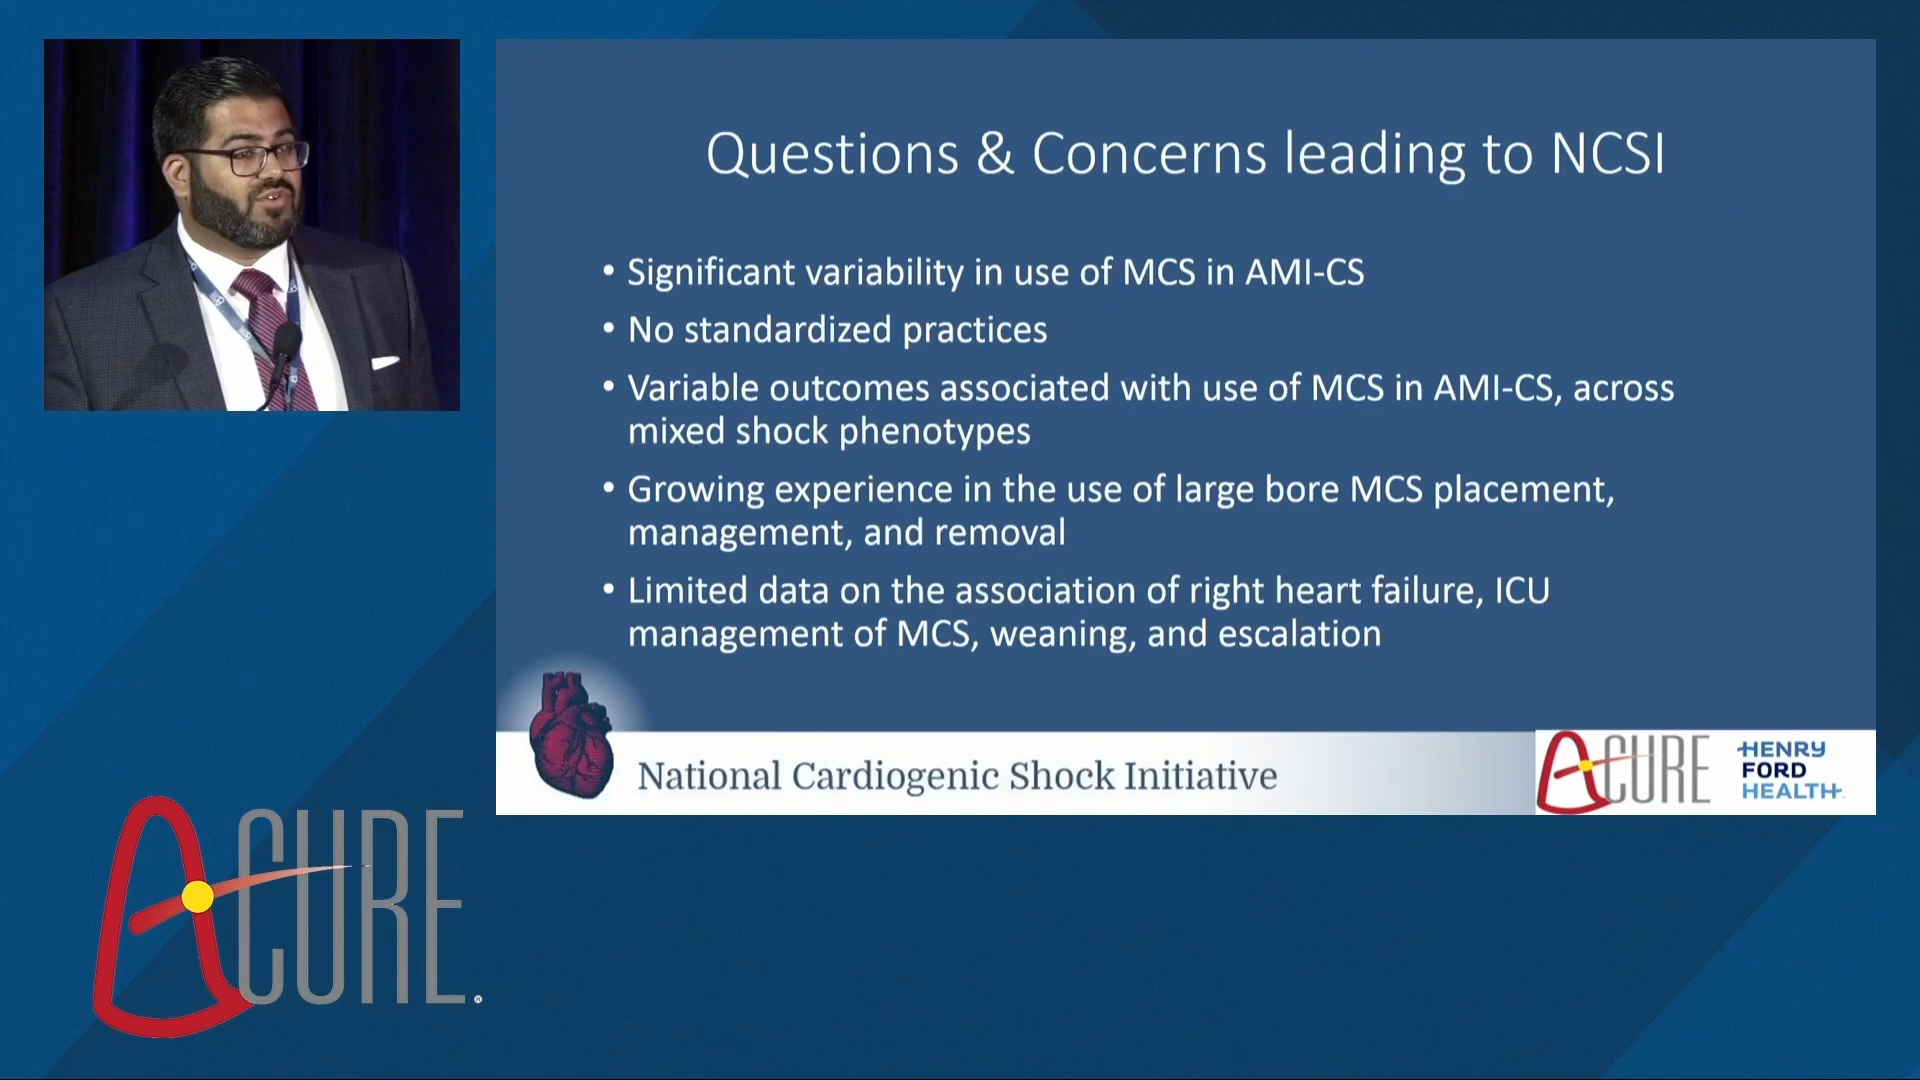 Questions & Concerns leading to NCSI
• Significant variability in use of MCS in AMI-CS
• No standardized practices
• Variable outcomes associated with use of MCS in AMI-CS, across
mixed shock phenotypes
• Growing experience in the use of large bore MCS placement,
management, and removal
• Limited data on the association of right heart failure, ICU
management of MCS, weaning, and escalation
National Cardiogenic Shock Initiative
ACURE
HENRY
FORD
HEALTH
ACURE®